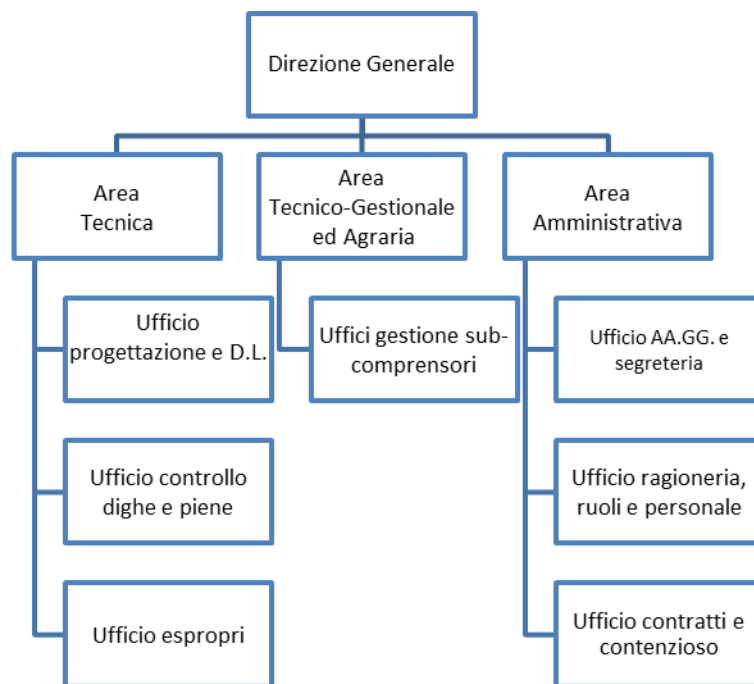 Direzione Generale
Area
Tecnica
Area
Tecnico-Gestionale
ed Agraria
Area
Amministrativa
Ufficio
progettazione e D.L.
Uffici gestione sub-
comprensori
Ufficio AA.GG. e
segreteria
Ufficio controllo
dighe e piene
Ufficio ragioneria,
ruoli e personale
Ufficio espropri
Ufficio contratti e
contenzioso